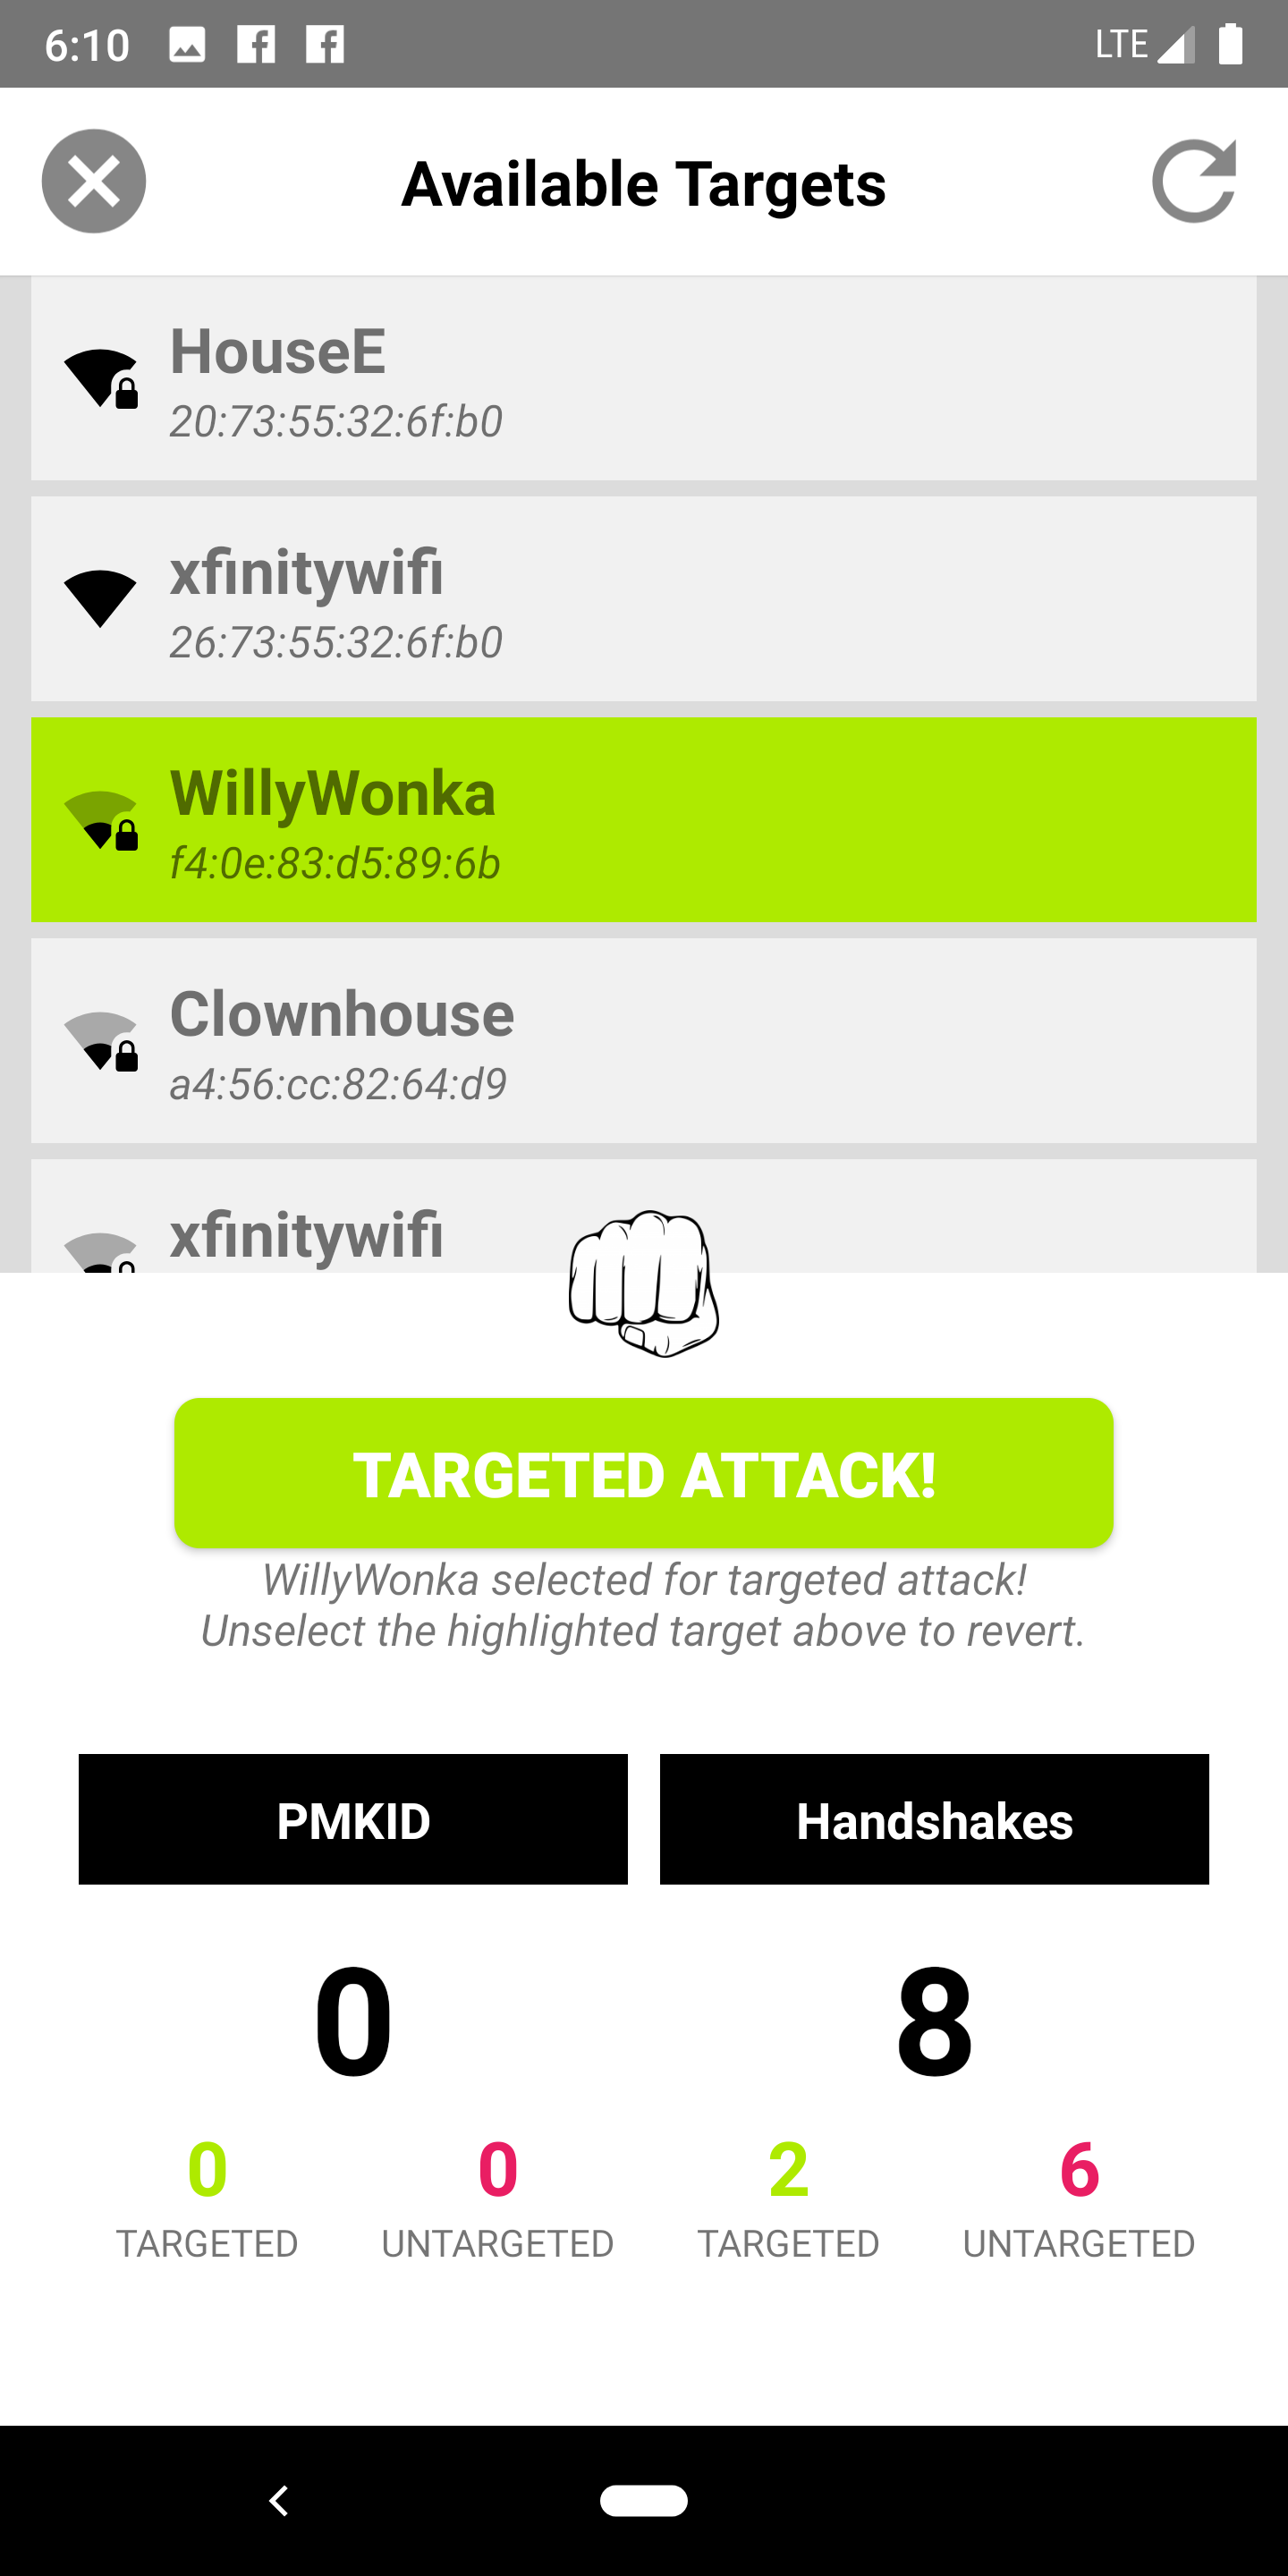 6:10
LTE
Available Targets
HouseE
20:73:55:32:6f:b0
xfinitywifi
26:73:55:32:6f:b0
WillyWonka
f4:0e:83:d5:89:6b
Clownhouse
a4:56:cc:82:64:d9
xfinitywifi
TARGETED ATTACK!
WillyWonka selected for targeted attack!
Unselect the highlighted target above to revert.
PMKID
Handshakes
0
8
0
0
2
6
TARGETED
UNTARGETED
TARGETED
UNTARGETED